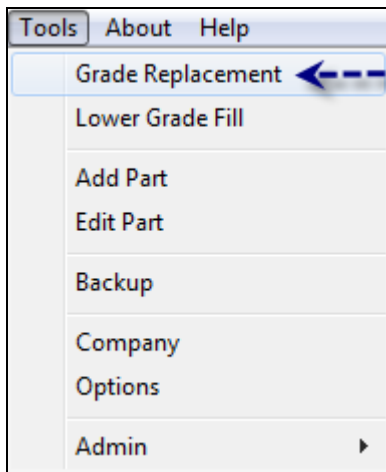 Tools About Help
Grade Replacement
Lower Grade Fill
Add Part
Edit Part
Backup
Company
Options
Admin